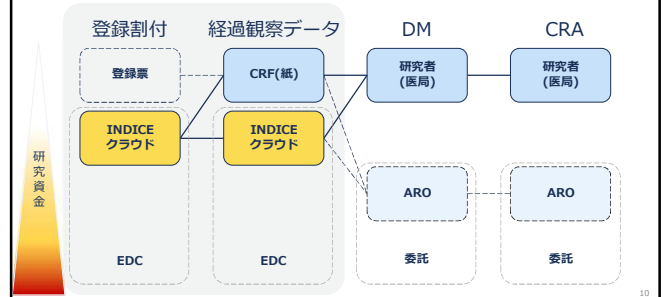 登録割付
経過観察データ
DM
CRA
登録票
CRF(紙)
研究者
(医局)
研究者
(医局)
INDICE
クラウド
INDICE
クラウド
研究資金
ARO
ARO
EDC
EDC
委託
委託
10